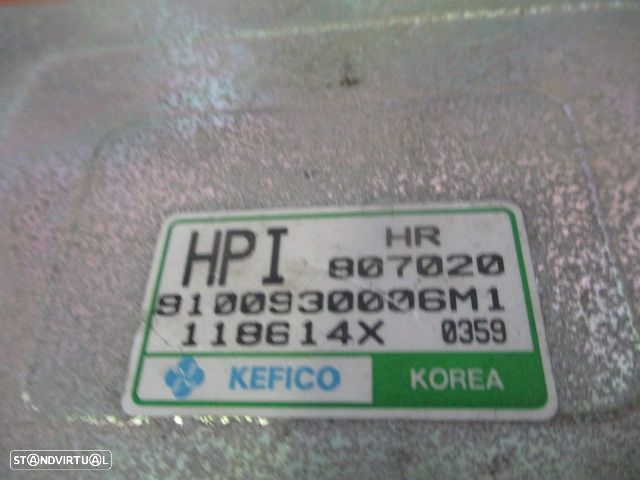 HPI HR
807020
9100930006M1
118614X 0359
KEFICO KOREA
STANDVIRTUAL